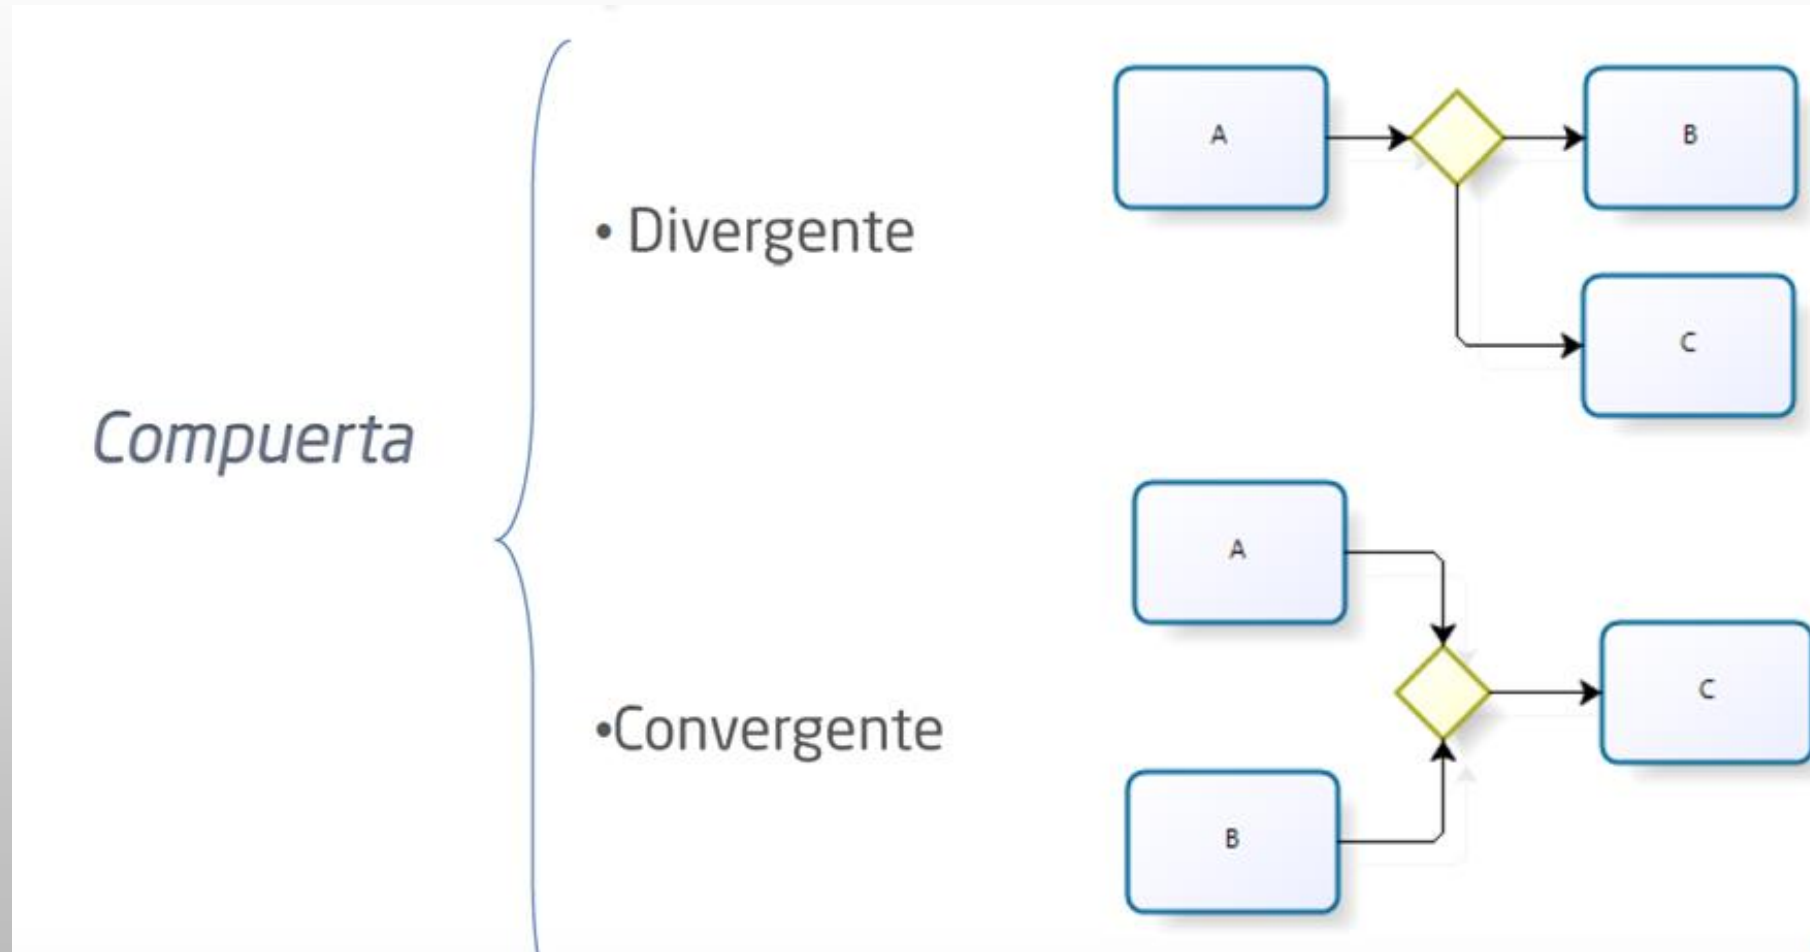 • Divergente
A
B
C
Compuerta
•Convergente
A
C
B